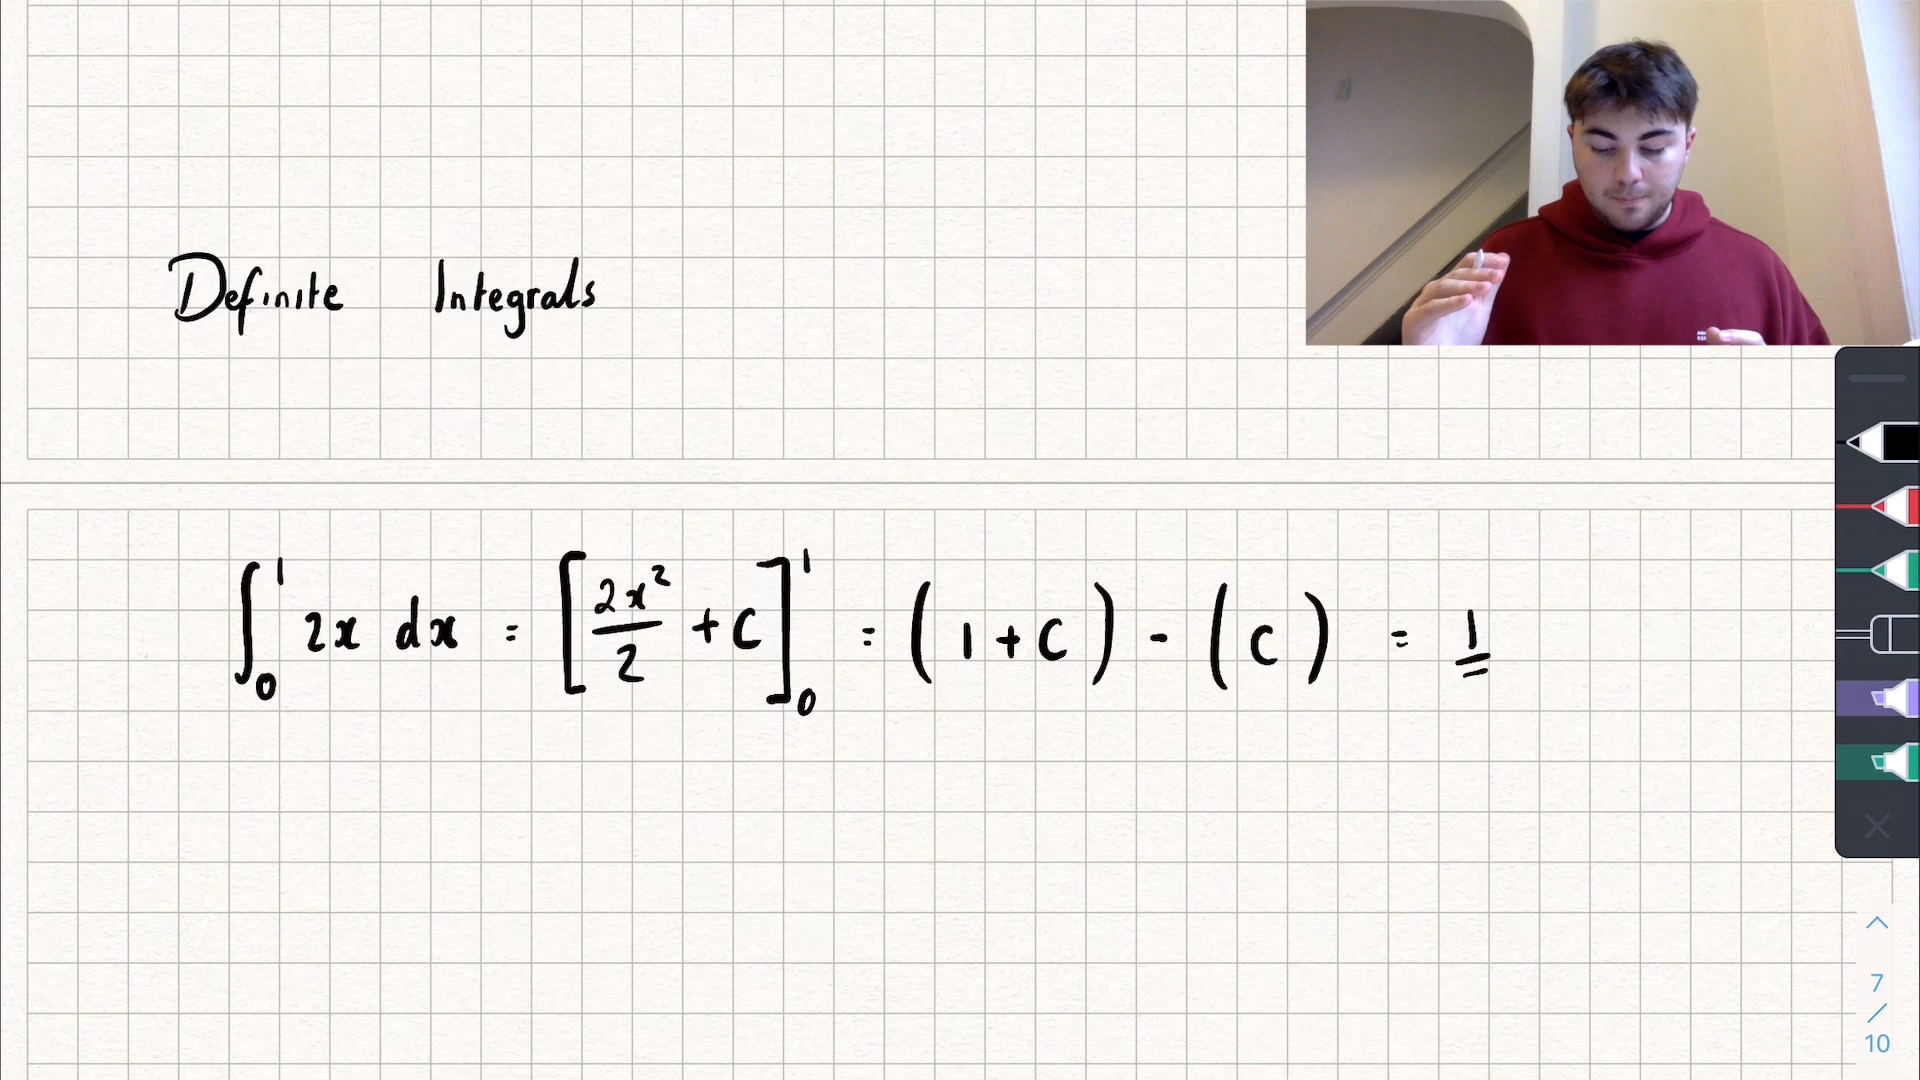 Definite Integrals
∫₀¹ 2x dx = [2x²/2 + C]₀¹ = (1 + C) - (C) = 1
7
/
10